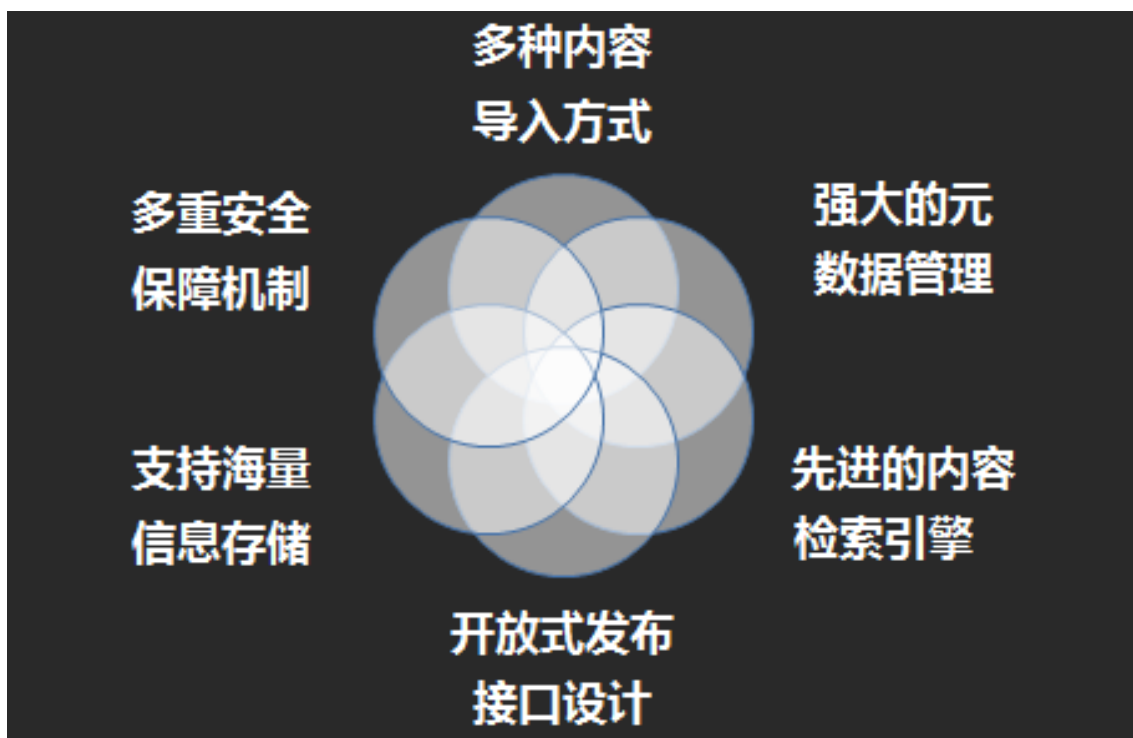 多种内容
导入方式
强大的元
数据管理
先进的内容
检索引擎
开放式发布
接口设计
支持海量
信息存储
多重安全
保障机制